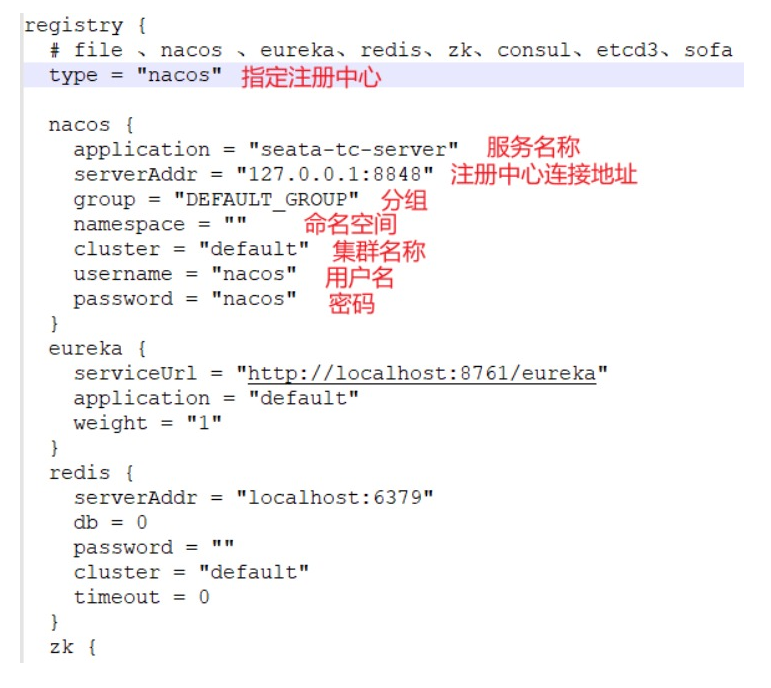 registry {
# file 、nacos 、eureka、redis、zk、consul、etcd3、sofa
type = "nacos" 指定注册中心
nacos {
application = "seata-tc-server" 服务名称
serverAddr = "127.0.0.1:8848" 注册中心连接地址
group = "DEFAULT_GROUP" 分组
namespace = "" 命名空间
cluster = "default" 集群名称
username = "nacos" 用户名
password = "nacos" 密码
}
eureka {
serviceUrl = "http://localhost:8761/eureka"
application = "default"
weight = "1"
}
redis {
serverAddr = "localhost:6379"
db = 0
password = ""
cluster = "default"
timeout = 0
}
zk {